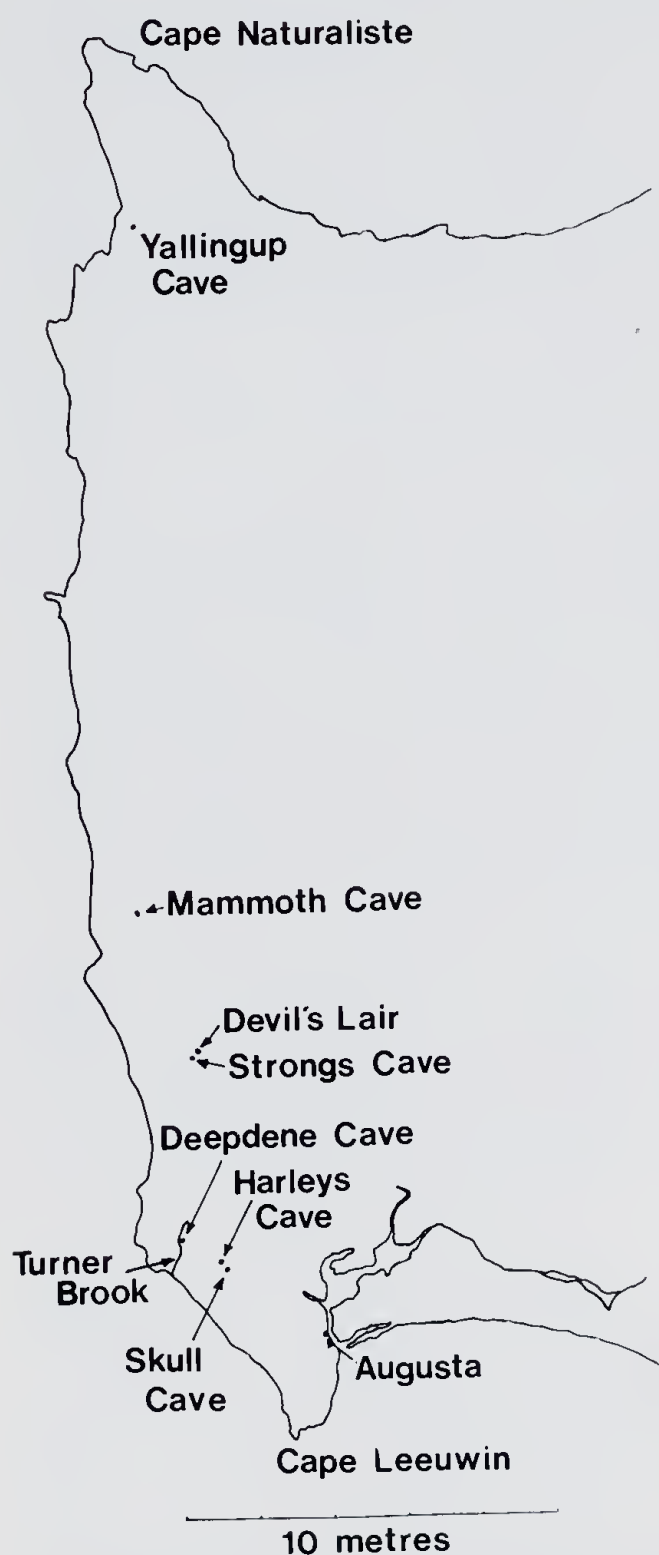 Cape Naturaliste
Yallingup
Cave
Mammoth Cave
Devil's Lair
Strongs Cave
Deepdene Cave
Harleys
Cave
Turner
Brook
Skull
Cave
Augusta
Cape Leeuwin
10 metres